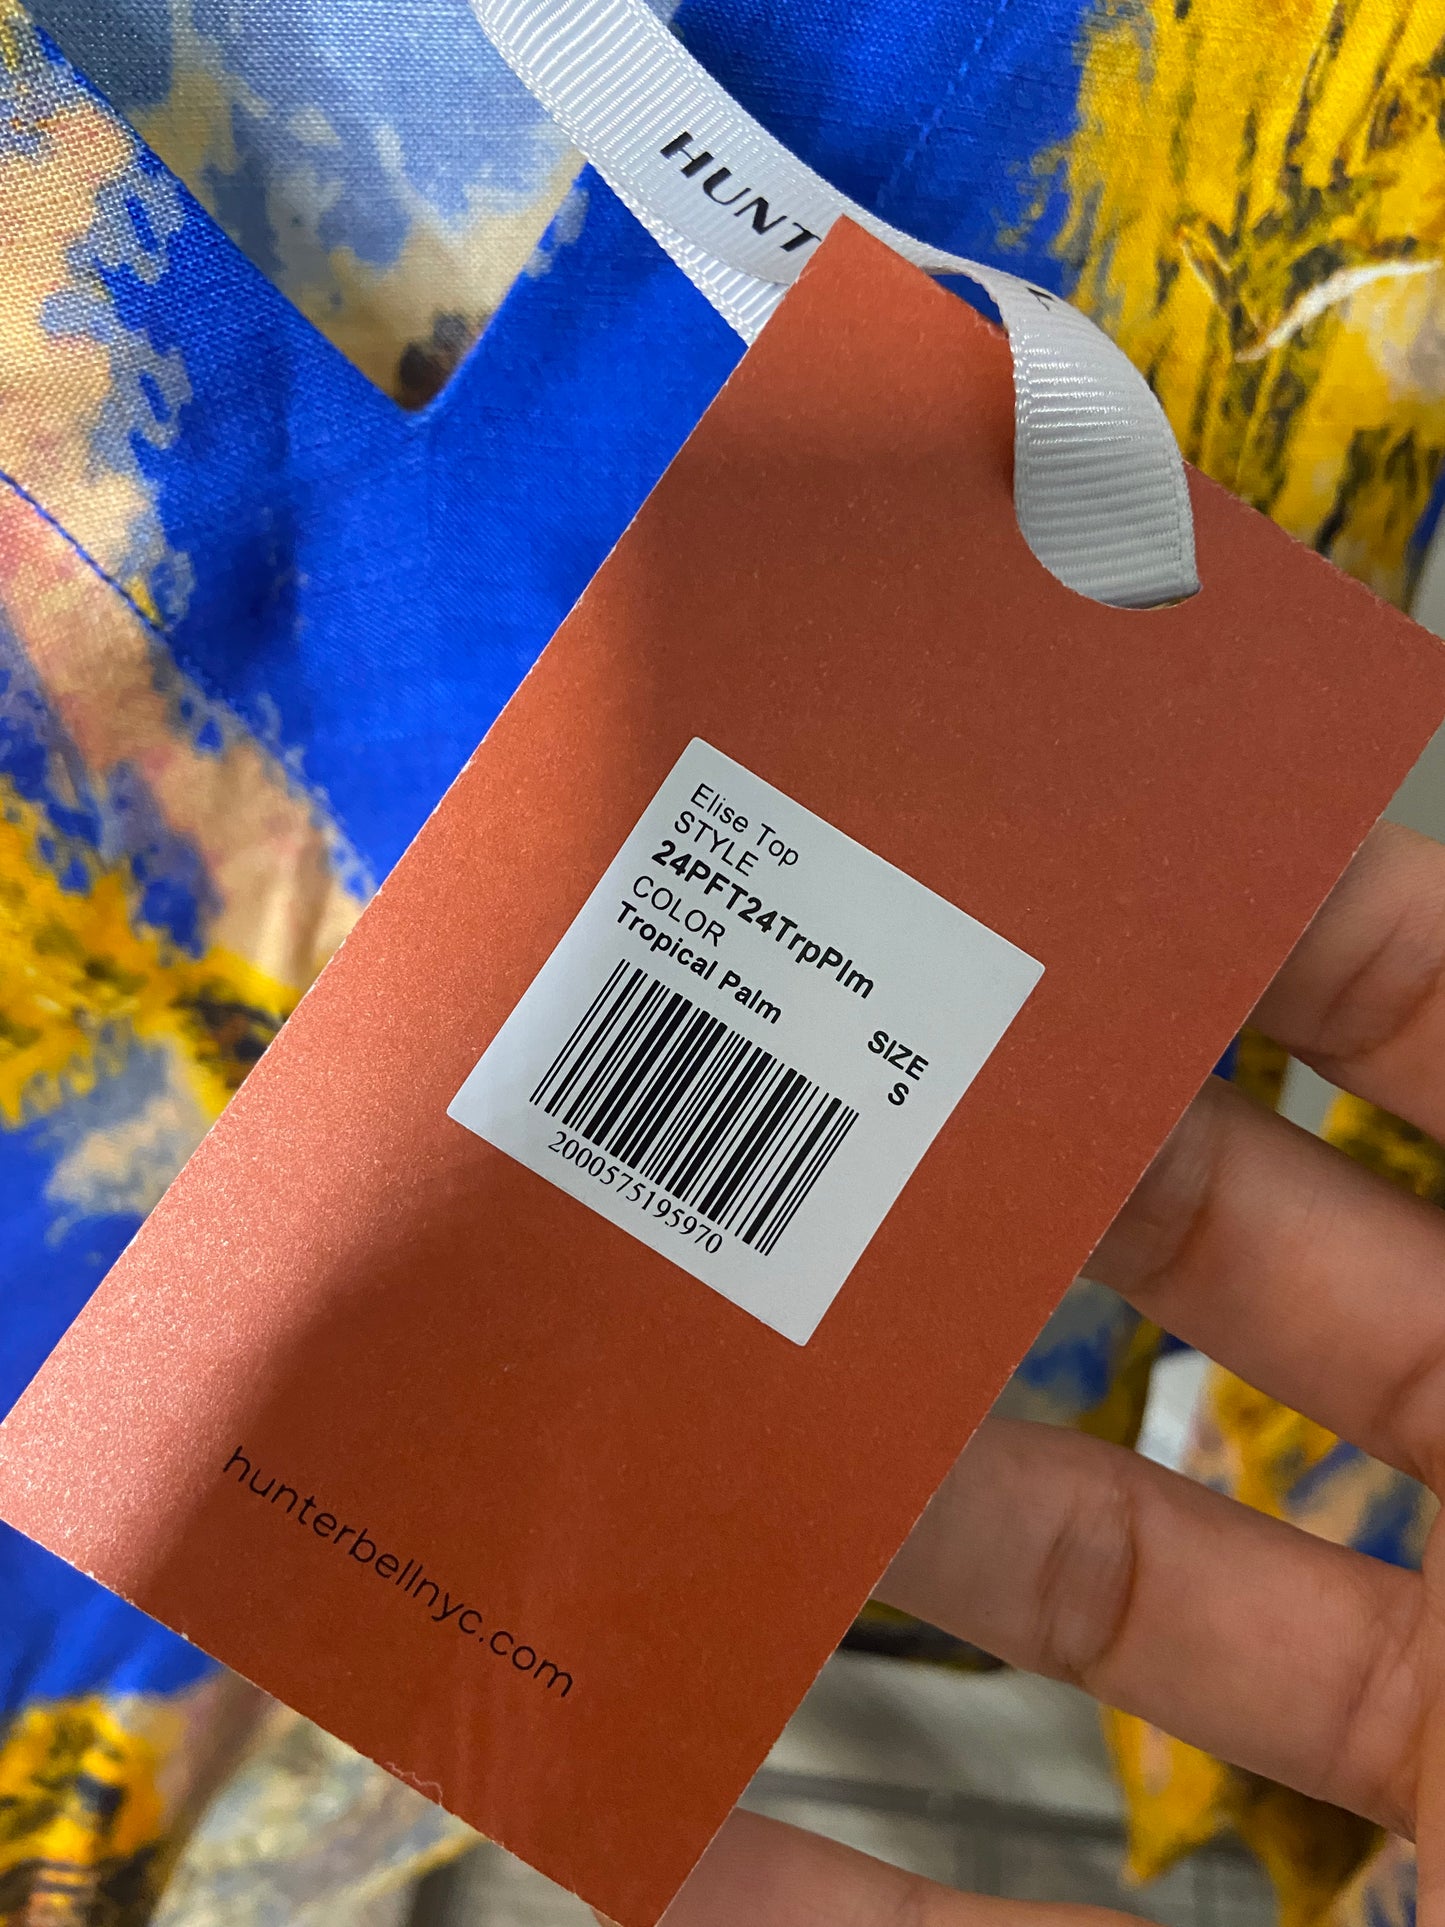 HUNT
Elise Top
STYLE
24PFT24TrpPlm
COLOR
Tropical Palm
SIZE
S
2000575195970
hunterbellnyc.com